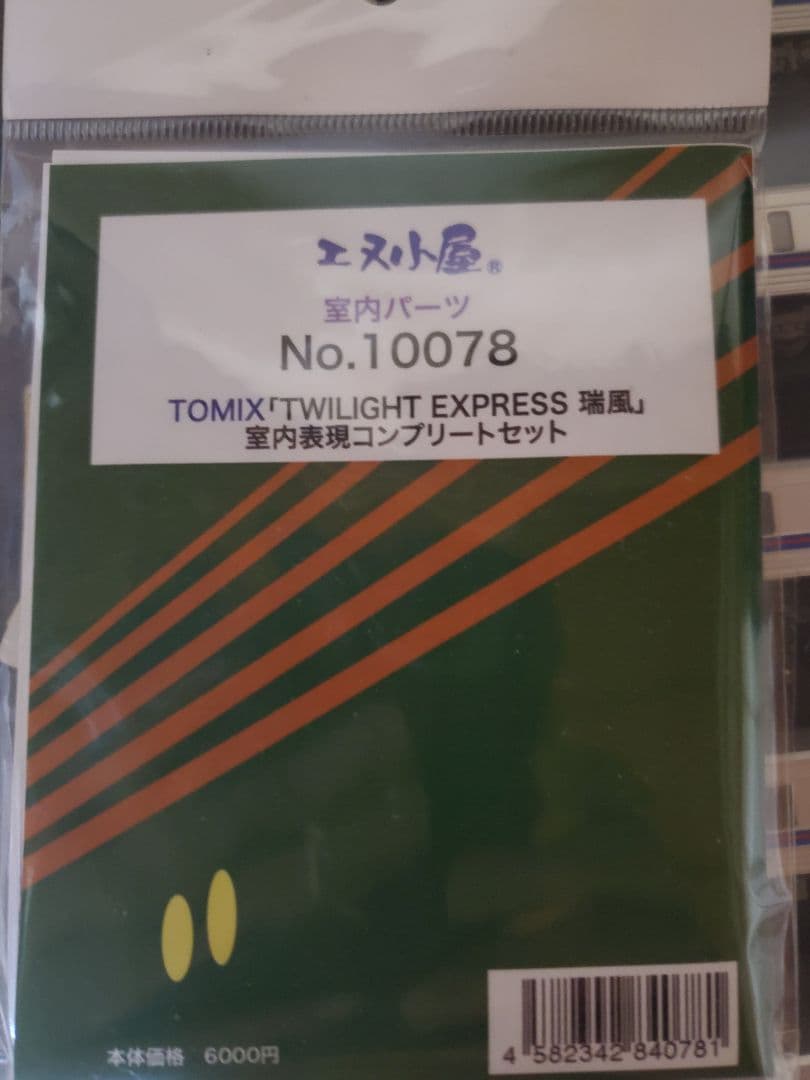 エヌ小屋®
室内パーツ
No.10078
TOMIX「TWILIGHT EXPRESS 瑞風」
室内表現コンプリートセット
本体価格 6000円
4 582342 840781